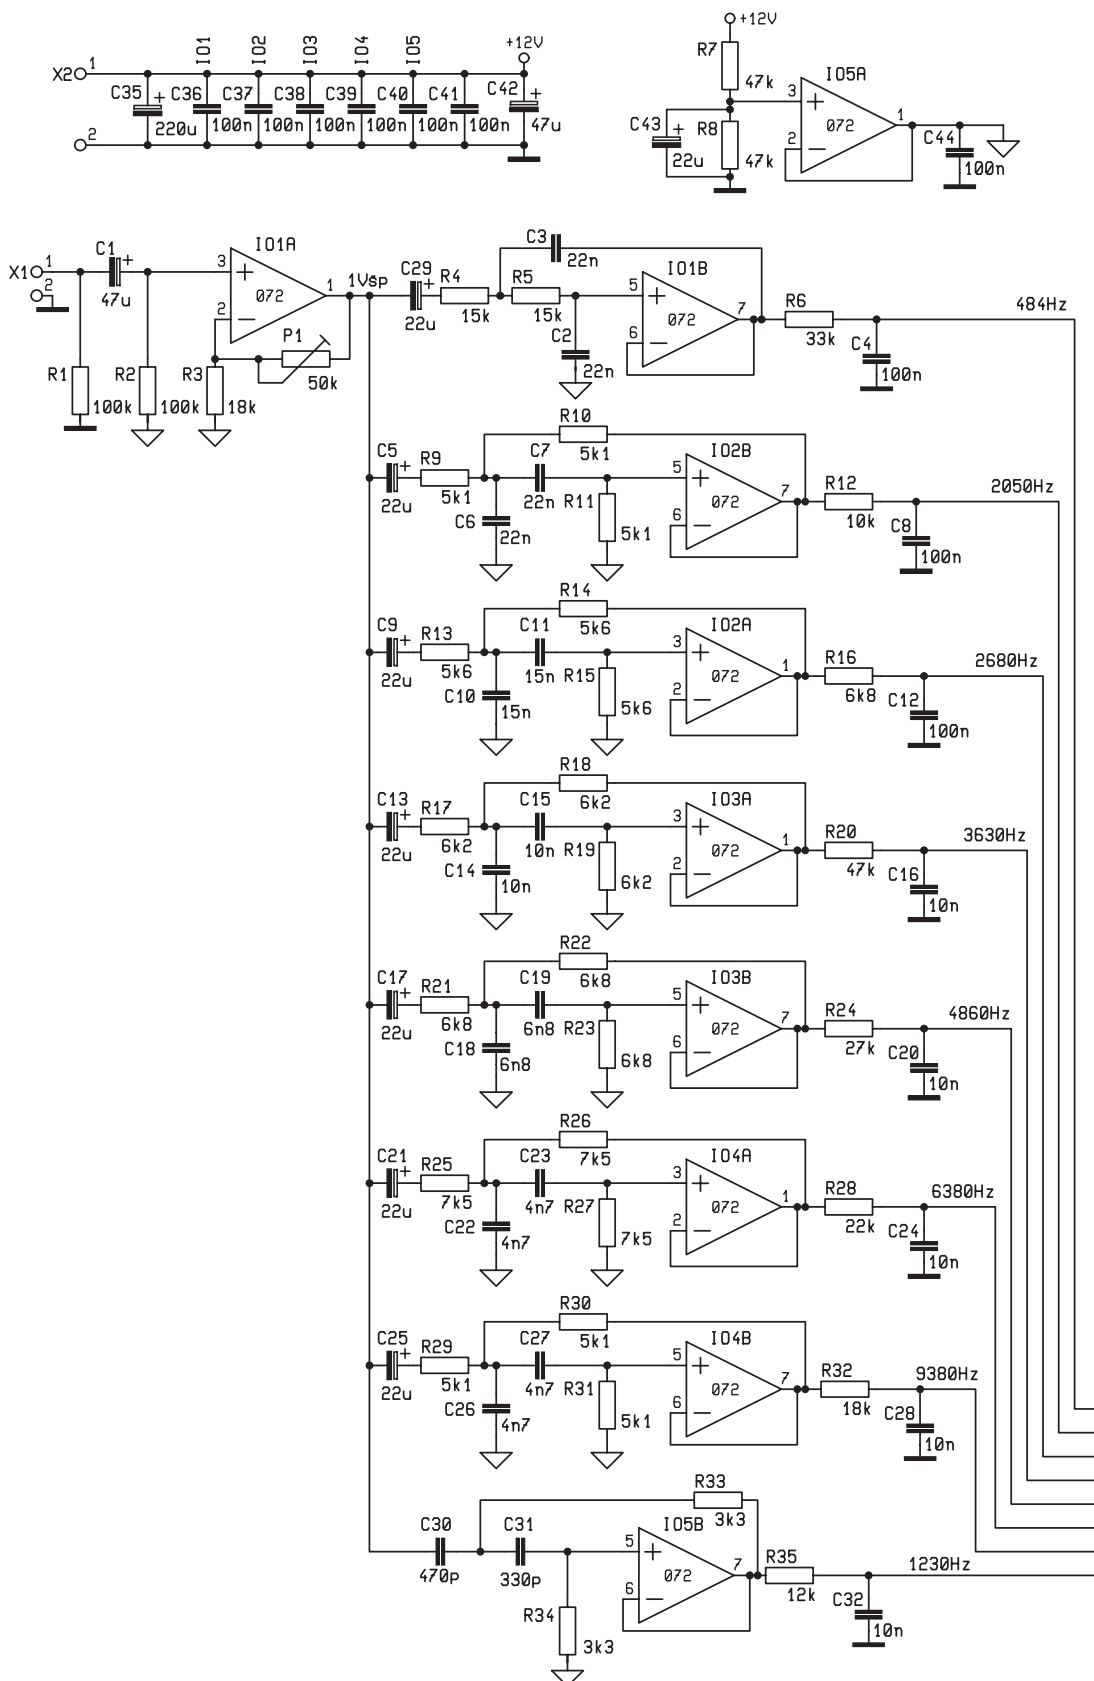 +12V
IO1 IO2 IO3 IO4 IO5
X2 1
C35 + C36 C37 C38 C39 C40 C41 C42 +
220u 100n 100n 100n 100n 100n 100n 47u
2
+12V
R7
47k
IO5A
3 +
072
1
2 −
C43 +
22u
R8
47k
C44
100n
X1 1
2
C1 +
47u
IO1A
3 +
072
1
2 −
1Všp
P1
50k
R1
100k
R2
100k
R3
18k
C29 +
22u
R4
15k
R5
15k
C3
22n
C2
22n
IO1B
5 +
072
7
6 −
R6
33k
C4
100n
484Hz
C5 +
22u
R9
5k1
R10
5k1
C7
22n
C6
22n
R11
5k1
IO2B
5 +
072
7
6 −
R12
10k
C8
100n
2050Hz
C9 +
22u
R13
5k6
R14
5k6
C11
15n
C10
15n
R15
5k6
IO2A
3 +
072
1
2 −
R16
6k8
C12
100n
2680Hz
C13 +
22u
R17
6k2
R18
6k2
C15
10n
C14
10n
R19
6k2
IO3A
3 +
072
1
2 −
R20
47k
C16
10n
3630Hz
C17 +
22u
R21
6k8
R22
6k8
C19
6n8
C18
6n8
R23
6k8
IO3B
5 +
072
7
6 −
R24
27k
C20
10n
4860Hz
C21 +
22u
R25
7k5
R26
7k5
C23
4n7
C22
4n7
R27
7k5
IO4A
3 +
072
1
2 −
R28
22k
C24
10n
6380Hz
C25 +
22u
R29
5k1
R30
5k1
C27
4n7
C26
4n7
R31
5k1
IO4B
5 +
072
7
6 −
R32
18k
C28
10n
9380Hz
C30
470p
C31
330p
R33
3k3
R34
3k3
IO5B
5 +
072
7
6 −
R35
12k
C32
10n
1230Hz